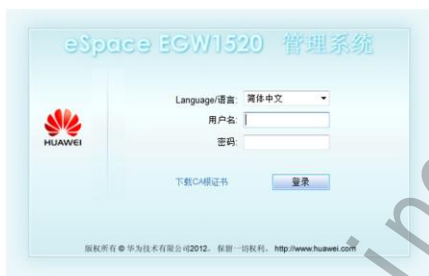 eSpace EGW1520 管理系统
Language/语言: 简体中文
用户名:
HUAWEI
密码:
下载CA根证书 登录
版权所有 © 华为技术有限公司2012。 保留一切权利。 http://www.huawei.com